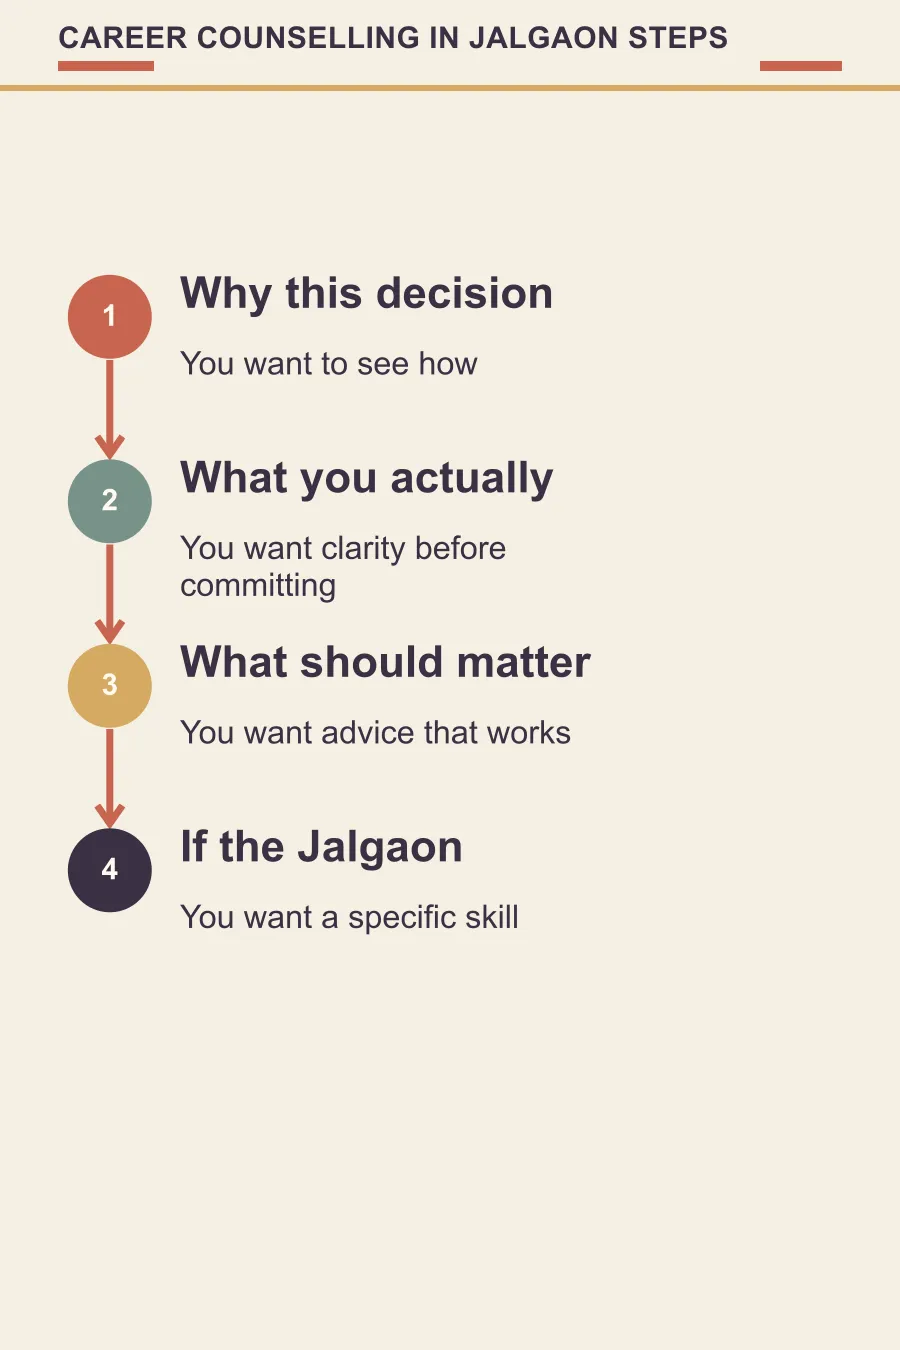 CAREER COUNSELLING IN JALGAON STEPS
1
Why this decision
You want to see how
2
What you actually
You want clarity before
committing
3
What should matter
You want advice that works
4
If the Jalgaon
You want a specific skill